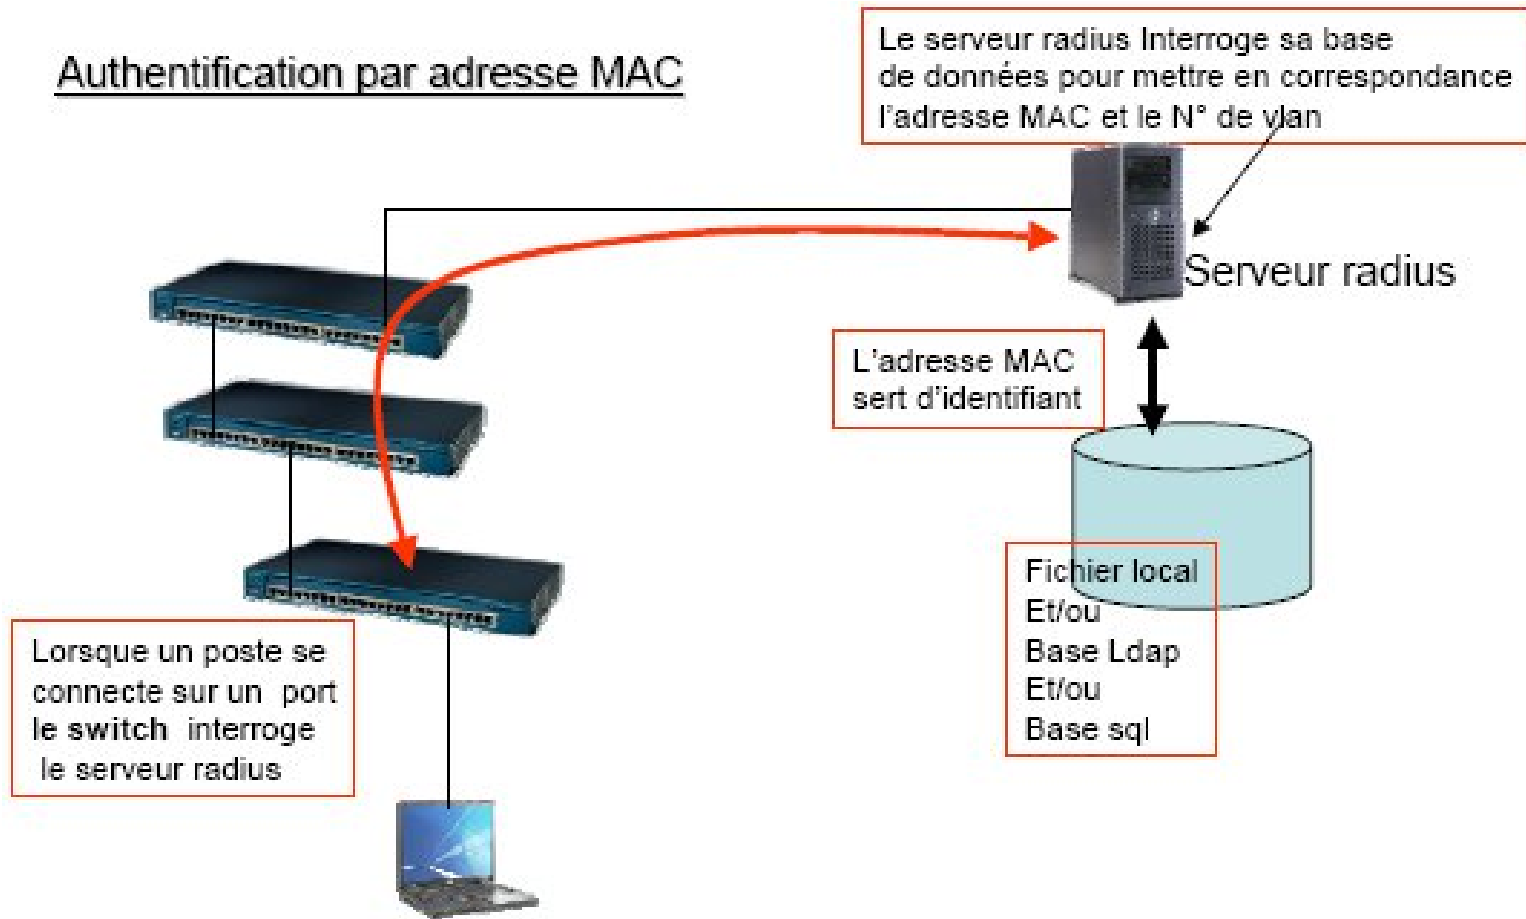 Authentification par adresse MAC
Le serveur radius Interroge sa base
de données pour mettre en correspondance
l'adresse MAC et le N° de vlan
Serveur radius
L'adresse MAC
sert d'identifiant
Fichier local
Et/ou
Base Ldap
Et/ou
Base sql
Lorsque un poste se
connecte sur un port
le switch interroge
le serveur radius